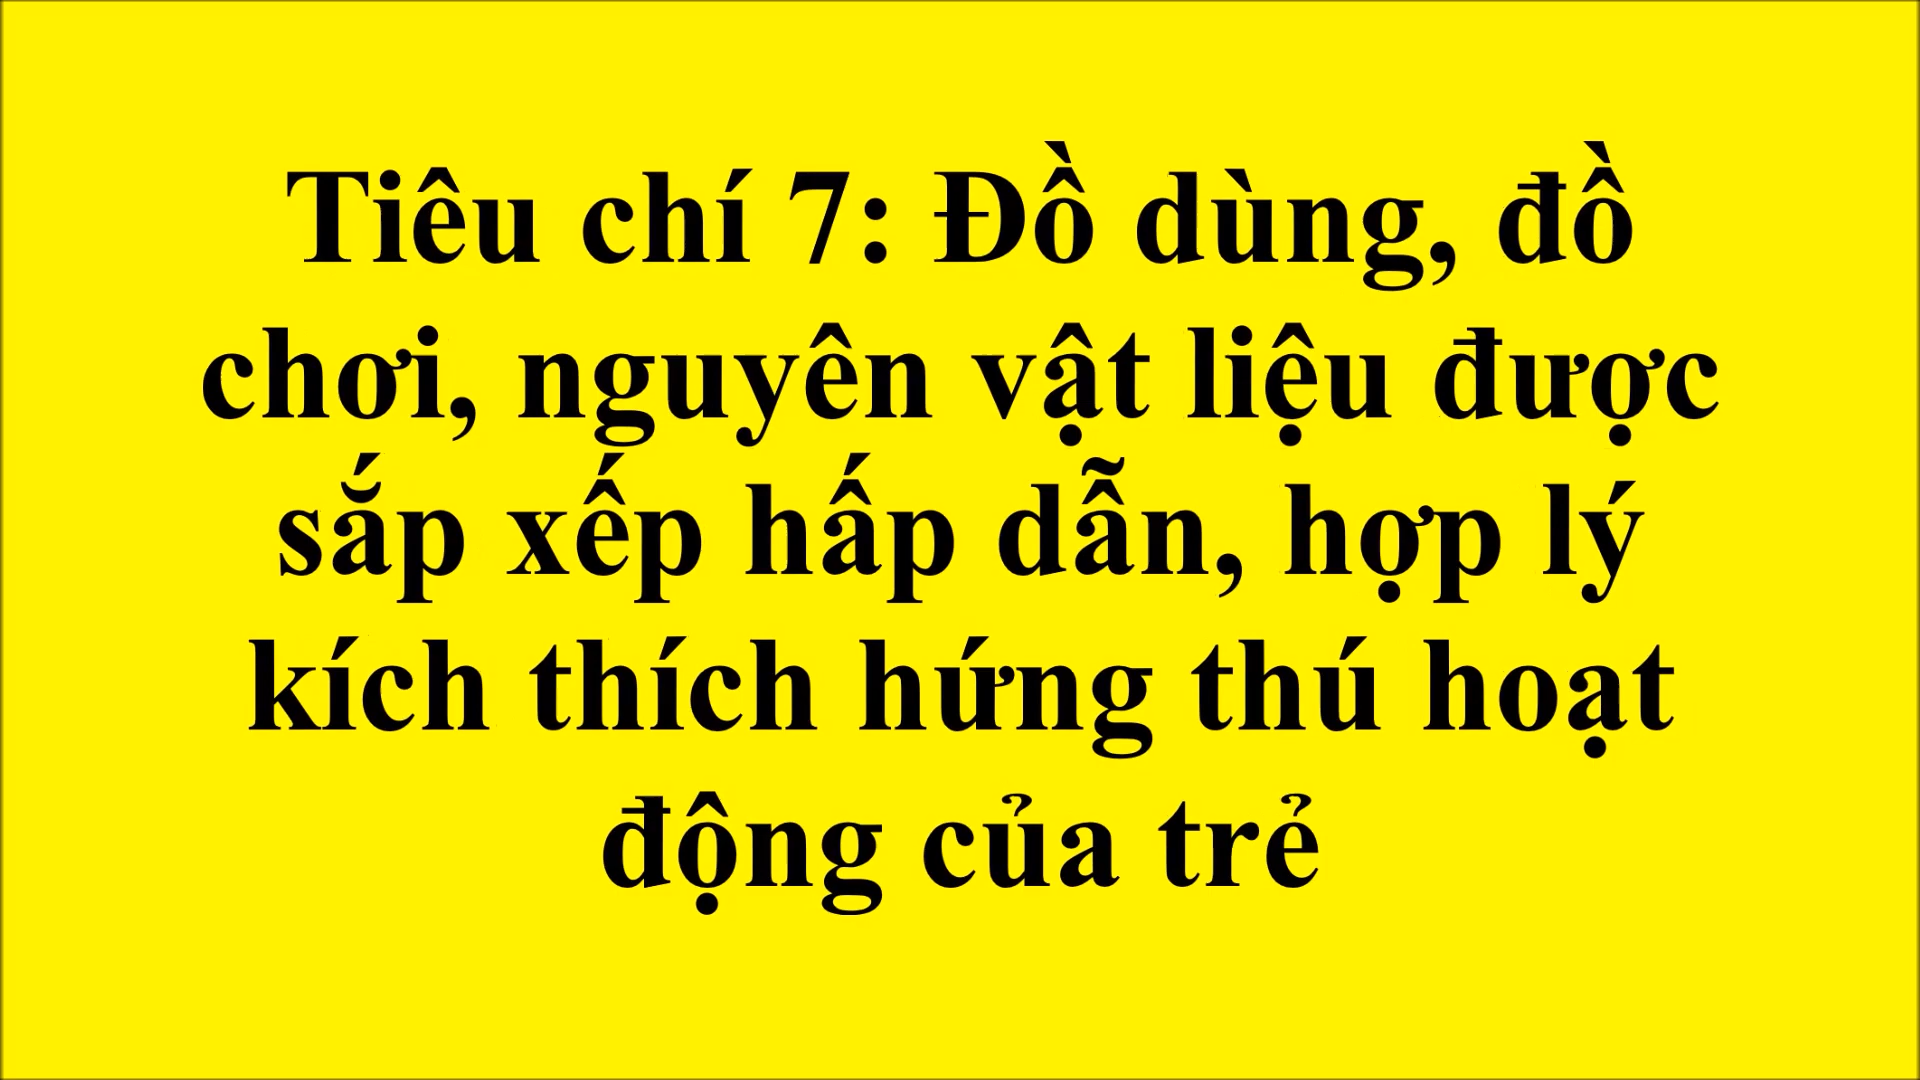 Tiêu chí 7: Đồ dùng, đồ
chơi, nguyên vật liệu được
sắp xếp hấp dẫn, hợp lý
kích thích hứng thú hoạt
động của trẻ